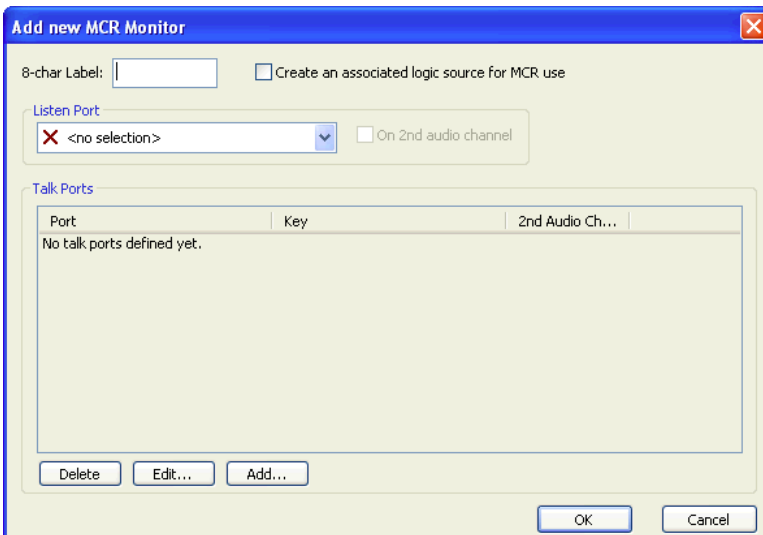 Add new MCR Monitor
8-char Label: Create an associated logic source for MCR use
Listen Port
<no selection> On 2nd audio channel
Talk Ports
Port Key 2nd Audio Ch...
No talk ports defined yet.
Delete Edit... Add...
OK Cancel